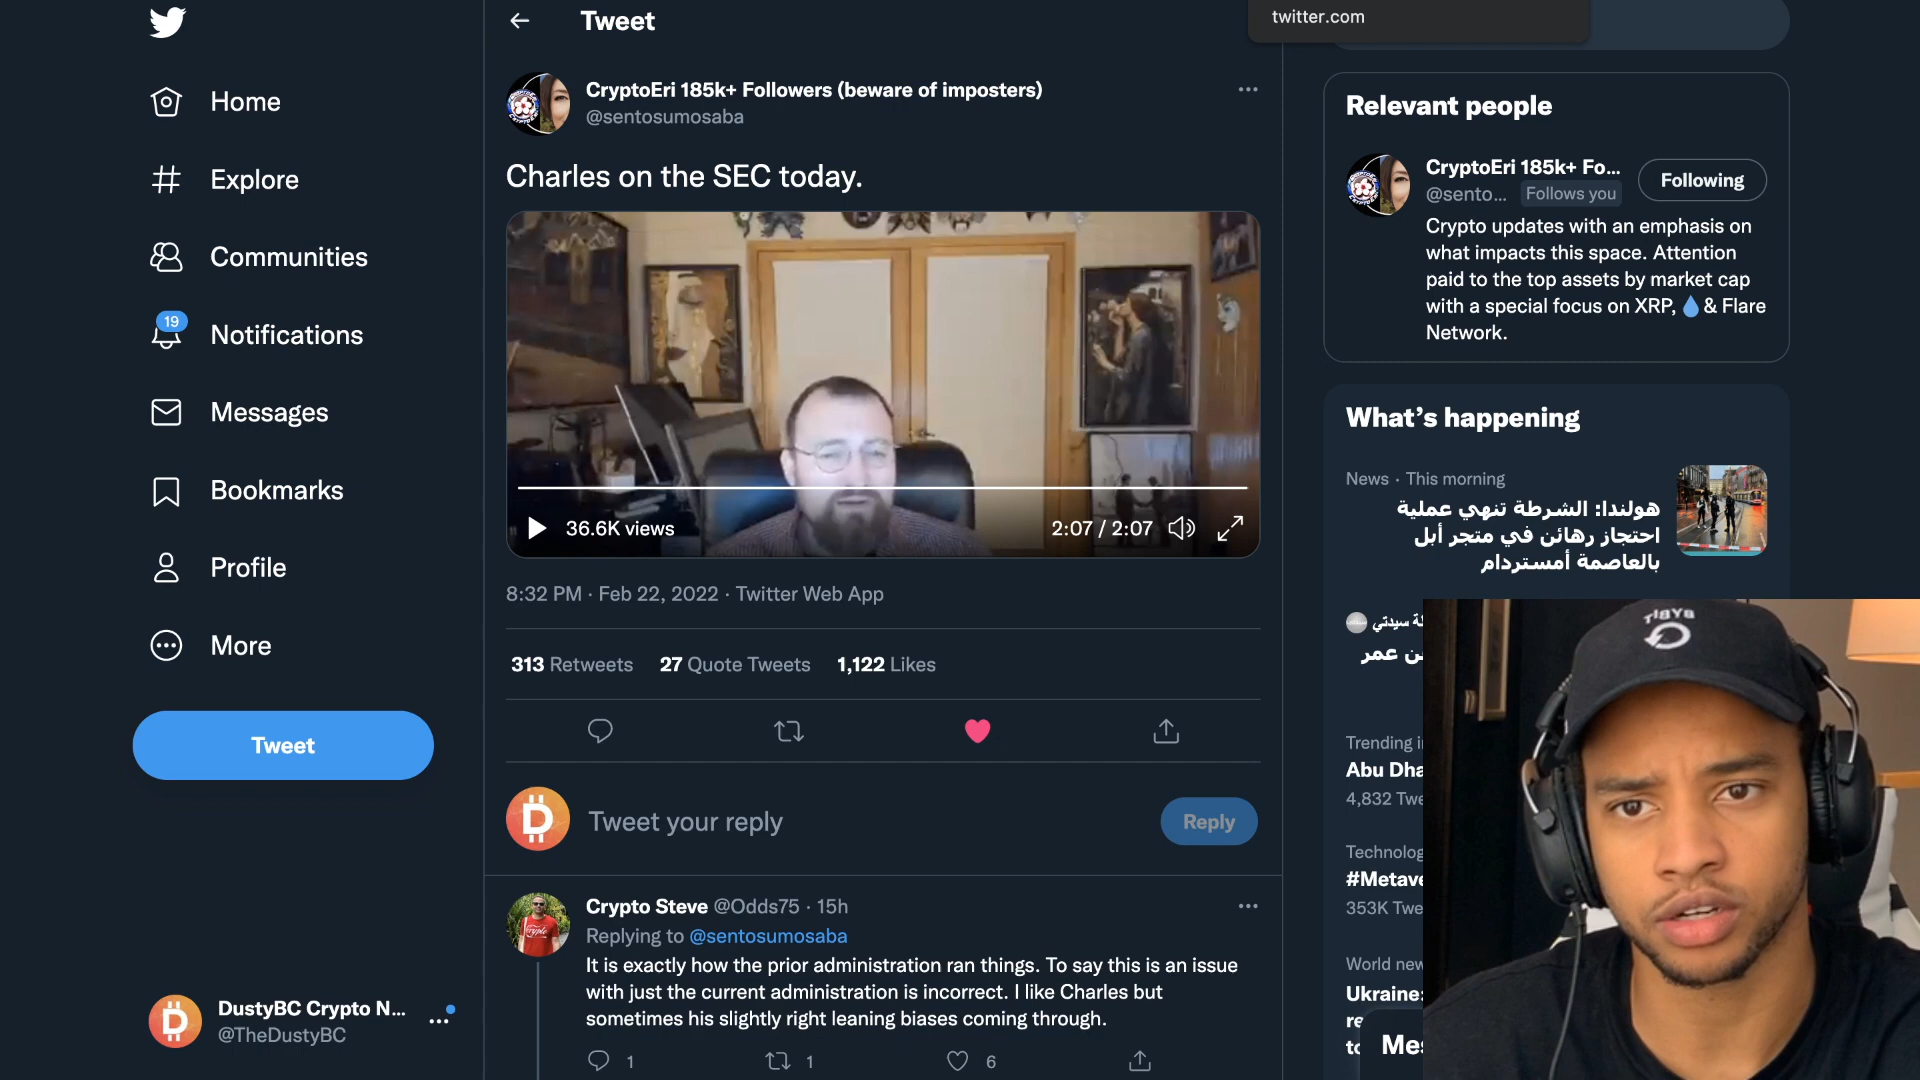 Tweet
twitter.com
CryptoEri 185k+ Followers (beware of imposters)
@sentosumosaba
Charles on the SEC today.
36.6K views
2:07 / 2:07
8:32 PM · Feb 22, 2022 · Twitter Web App
313 Retweets 27 Quote Tweets 1,122 Likes
Tweet your reply
Reply
Crypto Steve @Odds75 · 15h
Replying to @sentosumosaba
It is exactly how the prior administration ran things. To say this is an issue
with just the current administration is incorrect. I like Charles but
sometimes his slightly right leaning biases coming through.
1 1 6
Home
Explore
Communities
19
Notifications
Messages
Bookmarks
Profile
More
Tweet
DustyBC Crypto N...
@TheDustyBC
Relevant people
CryptoEri 185k+ Fo...
@sento... Follows you
Following
Crypto updates with an emphasis on
what impacts this space. Attention
paid to the top assets by market cap
with a special focus on XRP, 💧& Flare
Network.
What's happening
News · This morning
هولندا: الشرطة تنهي عملية
احتجاز رهائن في متجر أبل
بالعاصمة أمستردام
سيدتي
عمر
Trending
4,832
#Metave
353K
Ukraine:
BYBIT